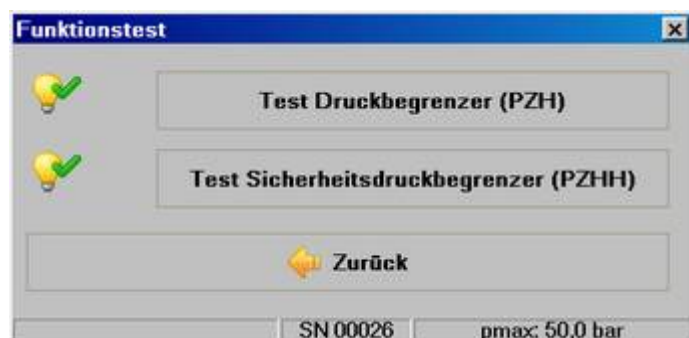 Funktionstest
Test Druckbegrenzer (PZH)
Test Sicherheitsdruckbegrenzer (PZHH)
Zurück
SN 00026 pmax: 50,0 bar